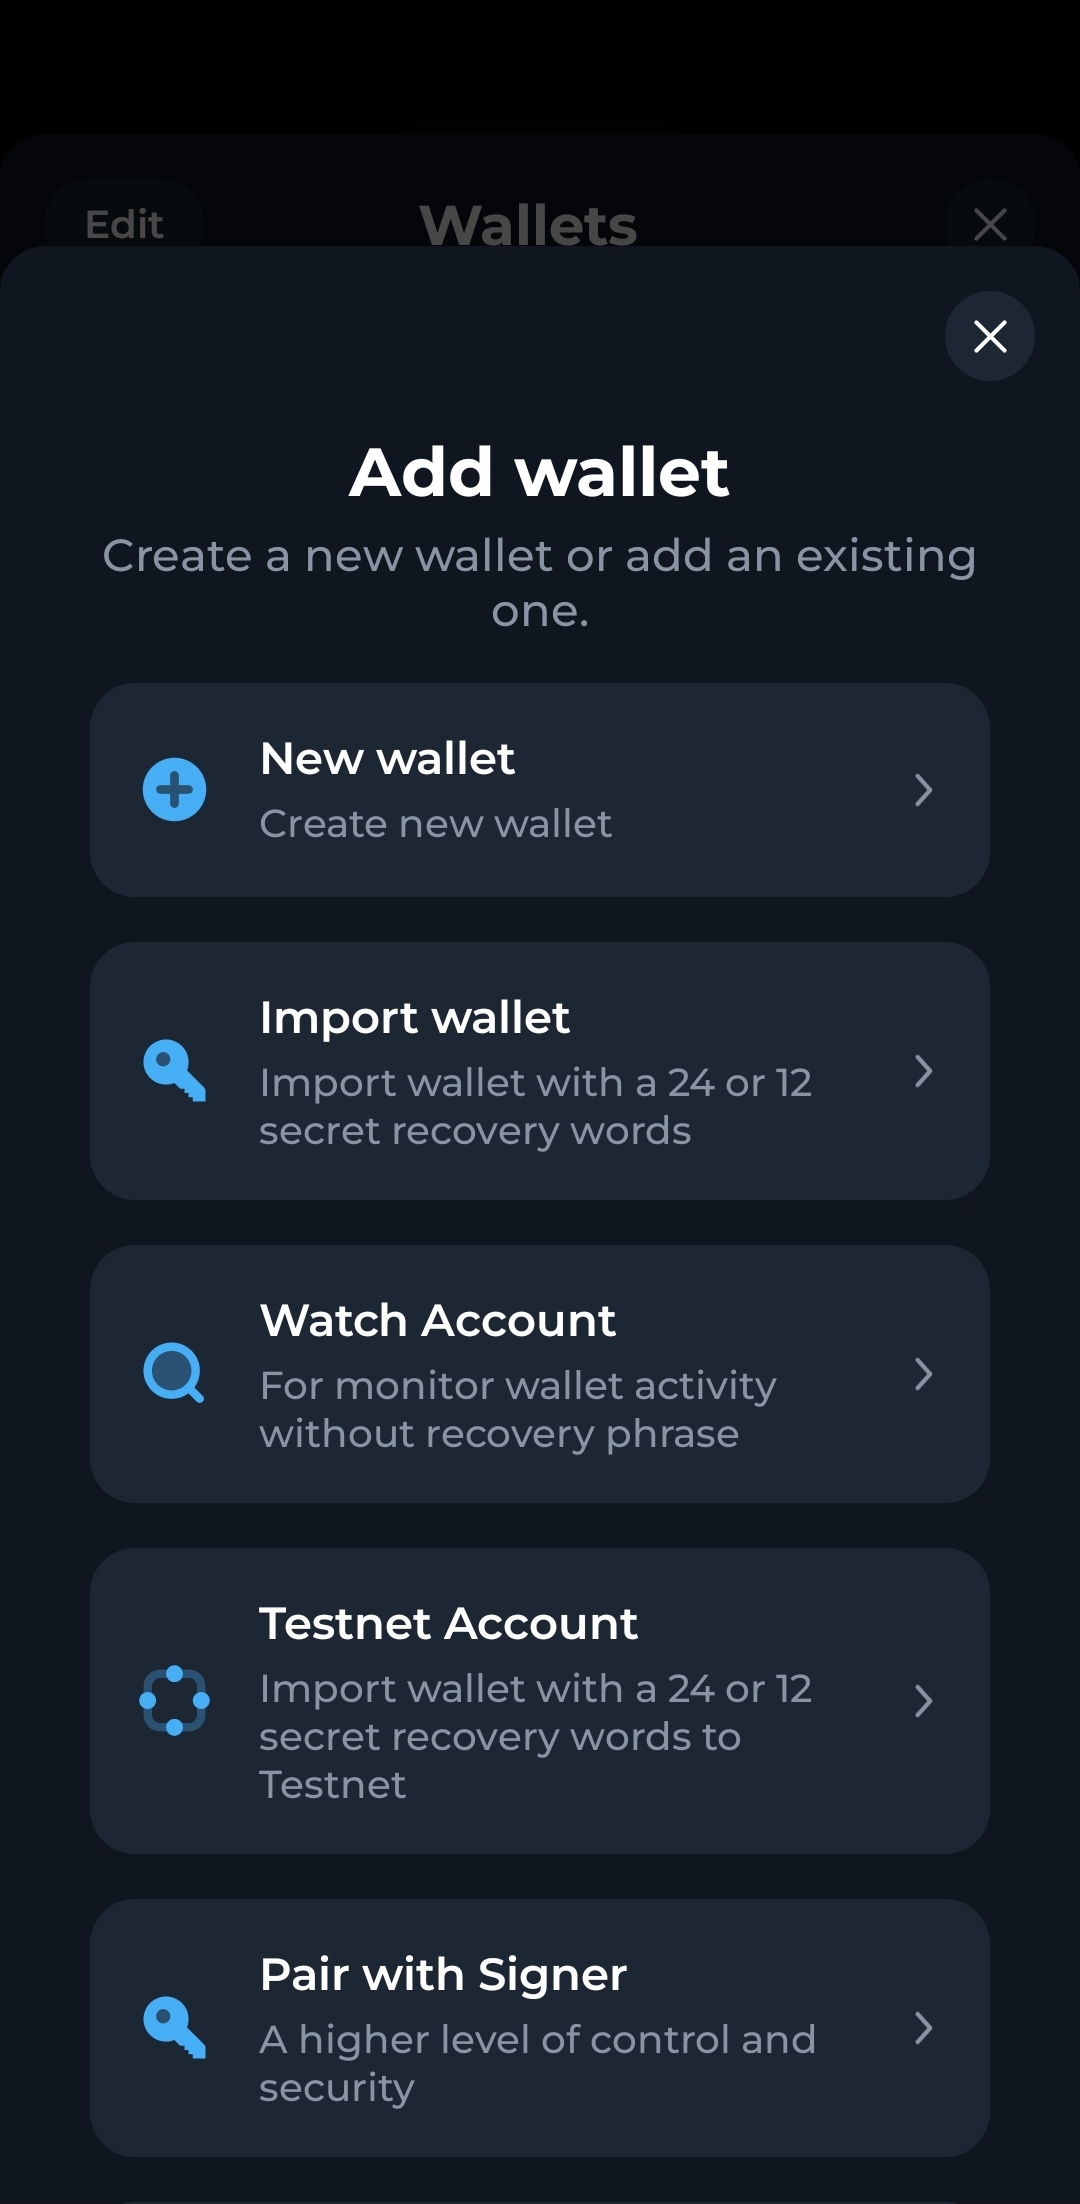 Edit
Wallets
Add wallet
Create a new wallet or add an existing
one.
New wallet
Create new wallet
Import wallet
Import wallet with a 24 or 12
secret recovery words
Watch Account
For monitor wallet activity
without recovery phrase
Testnet Account
Import wallet with a 24 or 12
secret recovery words to
Testnet
Pair with Signer
A higher level of control and
security